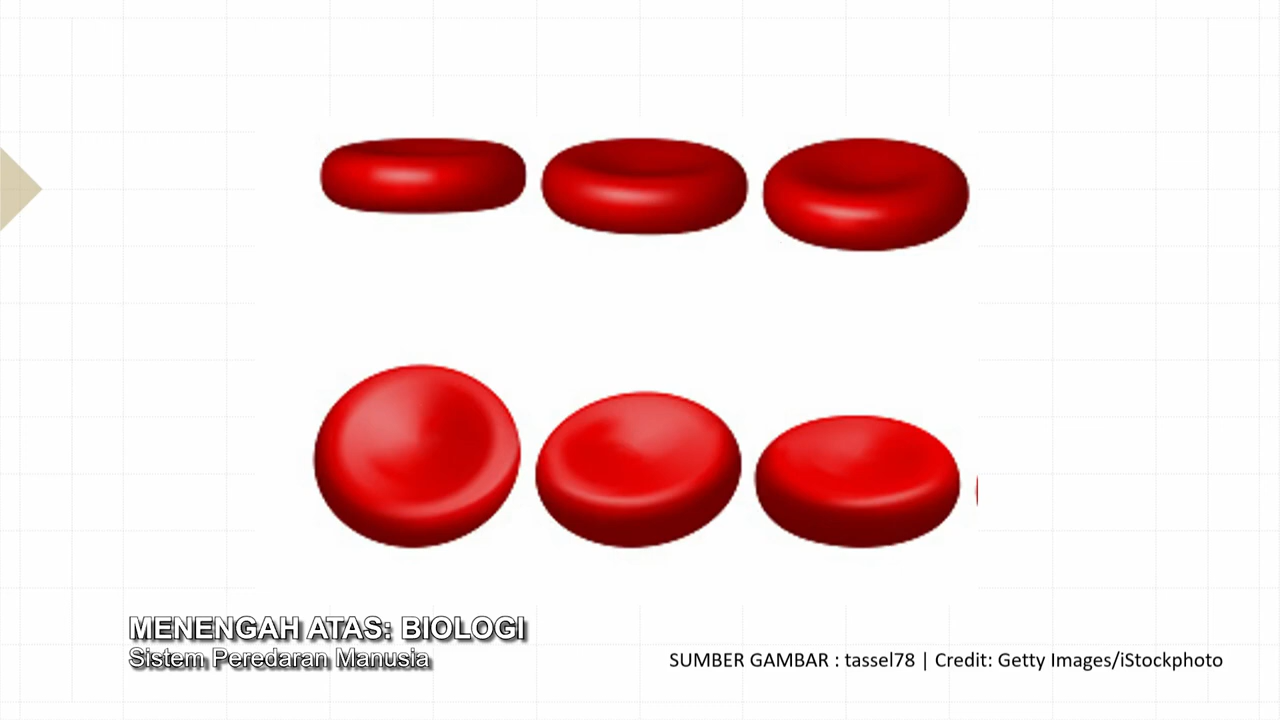 MENENGAH ATAS: BIOLOGI
Sistem Peredaran Manusia
SUMBER GAMBAR : tassel78 | Credit: Getty Images/iStockphoto